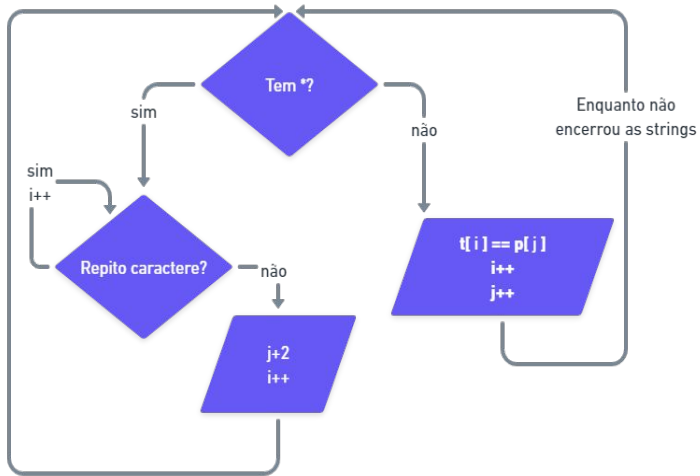 Tem *?
sim
não
Enquanto não
encerrou as strings
sim
i++
Repito caractere?
não
t[ i ] == p[ j ]
i++
j++
j+2
i++